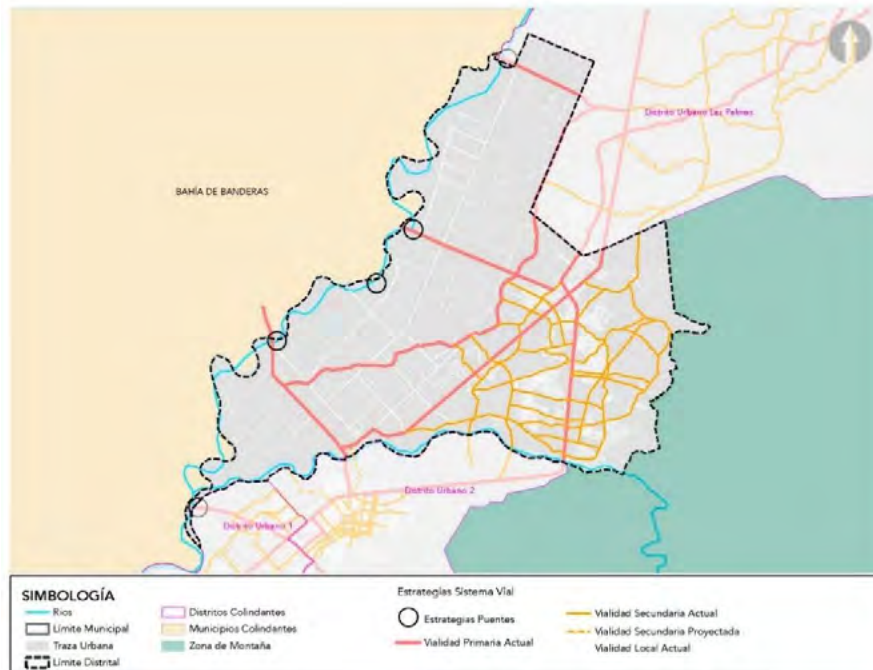 Distrito Urbano Las Palmas
BAHÍA DE BANDERAS
Distrito Urbano 2
Distrito Urbano 1
SIMBOLOGÍA
Rios
Límite Municipal
Traza Urbana
Límite Distrital
Distritos Colindantes
Municipios Colindantes
Zona de Montaña
Estrategias Sistema Vial
Estrategias Puentes
Vialidad Primaria Actual
Vialidad Secundaria Actual
Vialidad Secundaria Proyectada
Vialidad Local Actual